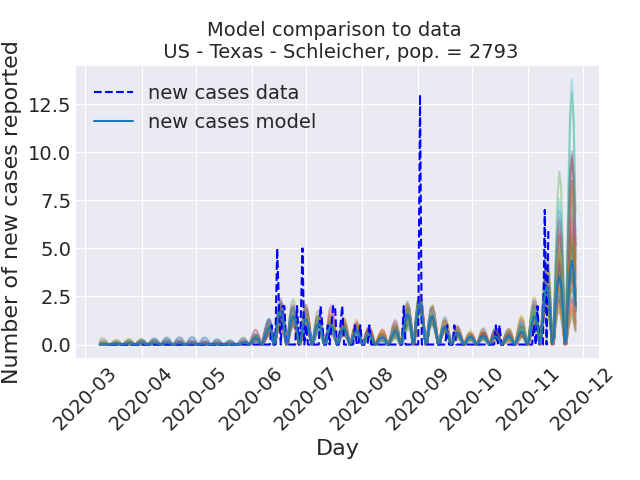 Model comparison to data
US - Texas - Schleicher, pop. = 2793
new cases data
new cases model
Number of new cases reported
12.5
10.0
7.5
5.0
2.5
0.0
2020-03
2020-04
2020-05
2020-06
2020-07
2020-08
2020-09
2020-10
2020-11
2020-12
Day